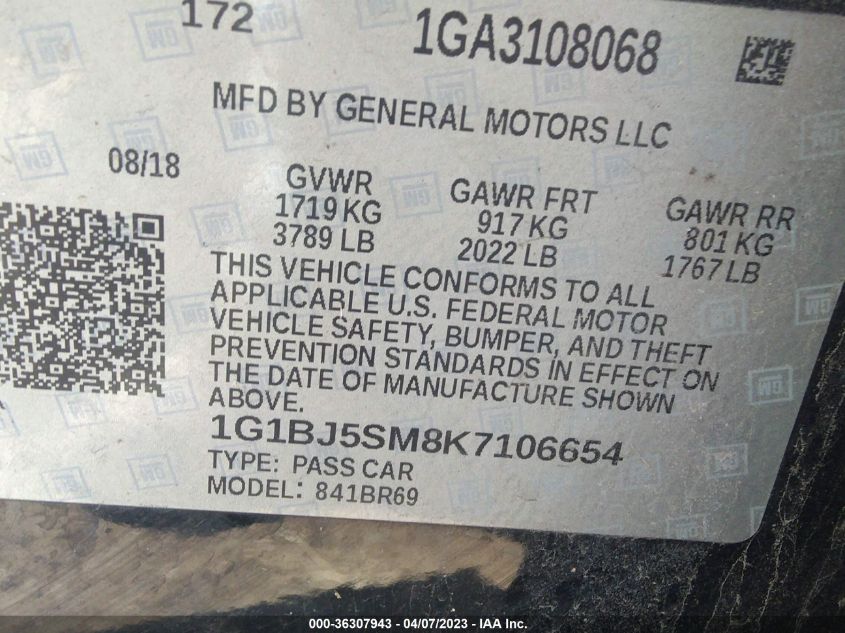 172
1GA3108068
MFD BY GENERAL MOTORS LLC
08/18
GVWR
1719 KG
3789 LB
GAWR FRT
917 KG
2022 LB
GAWR RR
801 KG
1767 LB
THIS VEHICLE CONFORMS TO ALL
APPLICABLE U.S. FEDERAL MOTOR
VEHICLE SAFETY, BUMPER, AND THEFT
PREVENTION STANDARDS IN EFFECT ON
THE DATE OF MANUFACTURE SHOWN
ABOVE.
1G1BJ5SM8K7106654
TYPE: PASS CAR
MODEL: 841BR69
000-36307943 - 04/07/2023 - IAA Inc.